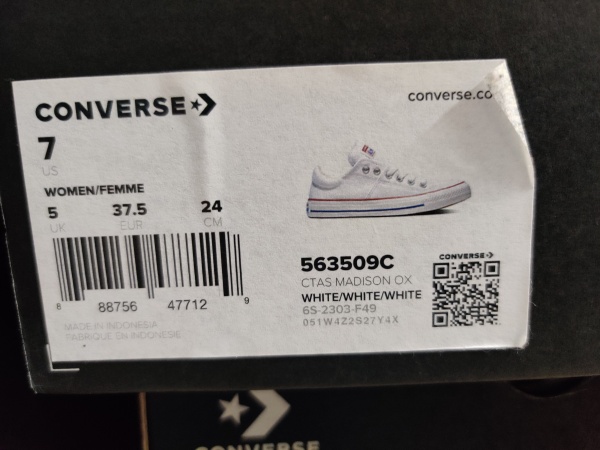 CONVERSE
converse.co
7
US
WOMEN/FEMME
5 37.5 24
UK EUR CM
8 88756 47712 9
MADE IN INDONESIA
FABRIQUÉ EN INDONESIE
563509C
CTAS MADISON OX
WHITE/WHITE/WHITE
6S-2303-F49
051W4Z2S27Y4X
CONVERSE
CONVERSE